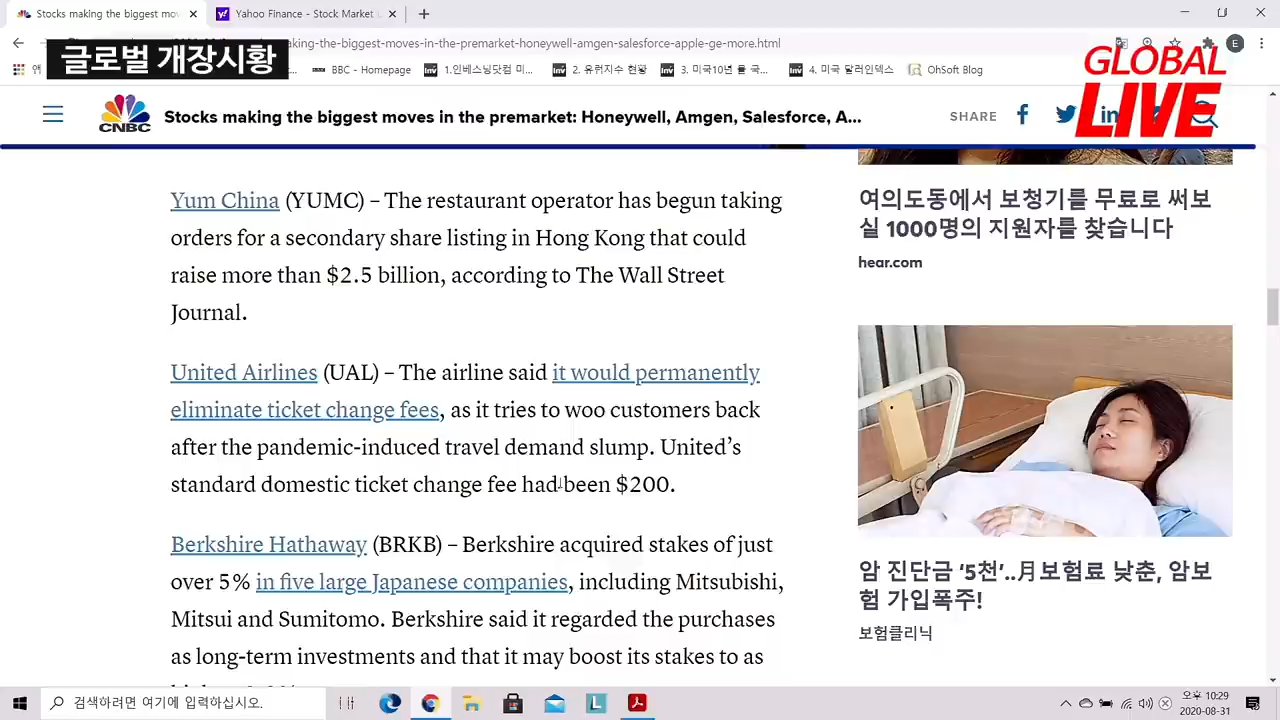 Stocks making the biggest mov
Yahoo Finance - Stock Market L
글로벌 개장시황
aking-the-biggest-moves-in-the-premarket-honeywell-amgen-salesforce-apple-ge-more.
E
GLOBAL
LIVE
BBC - Homepage
1.인베스팅닷컴 미...
2. 유럽지수 현황
3. 미국10년 물 국...
4. 미국 달러인덱스
OhSoft Blog
CNBC
Stocks making the biggest moves in the premarket: Honeywell, Amgen, Salesforce, A...
SHARE
Yum China (YUMC) – The restaurant operator has begun taking
orders for a secondary share listing in Hong Kong that could
raise more than $2.5 billion, according to The Wall Street
Journal.
United Airlines (UAL) – The airline said it would permanently
eliminate ticket change fees, as it tries to woo customers back
after the pandemic-induced travel demand slump. United’s
standard domestic ticket change fee had been $200.
Berkshire Hathaway (BRKB) – Berkshire acquired stakes of just
over 5% in five large Japanese companies, including Mitsubishi,
Mitsui and Sumitomo. Berkshire said it regarded the purchases
as long-term investments and that it may boost its stakes to as
여의도동에서 보청기를 무료로 써보
실 1000명의 지원자를 찾습니다
hear.com
암 진단금 ‘5천’..月보험료 낮춘, 암보
험 가입폭주!
보험클리닉
검색하려면 여기에 입력하십시오.
오후 10:29
2020-08-31